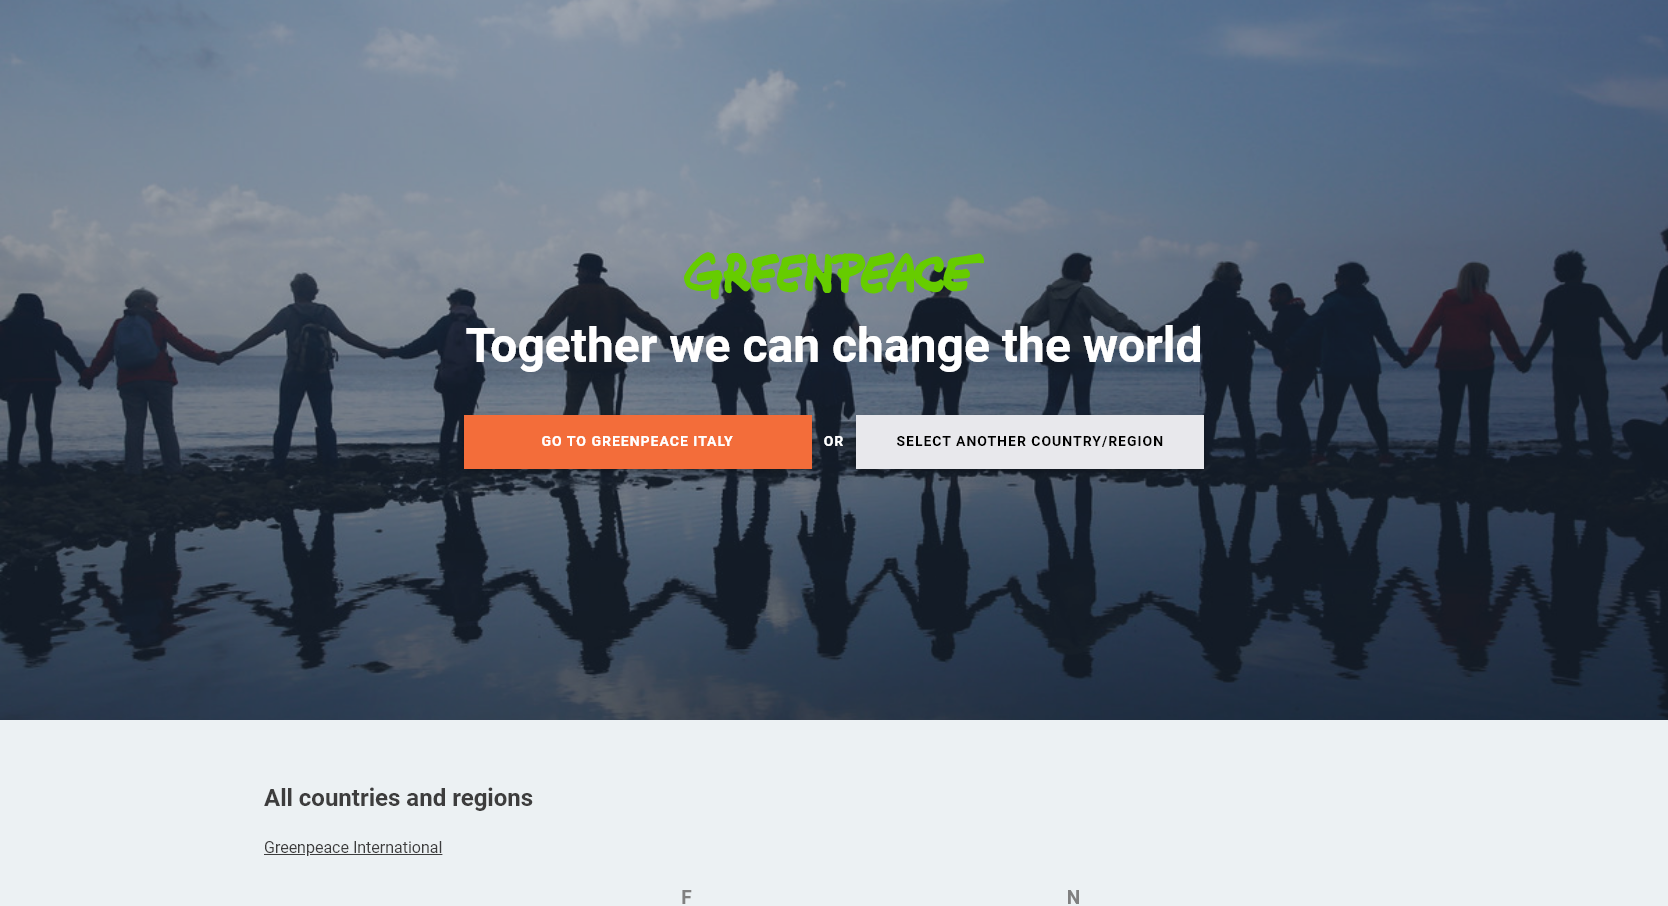 GREENPEACE
Together we can change the world
GO TO GREENPEACE ITALY
OR
SELECT ANOTHER COUNTRY/REGION
All countries and regions
Greenpeace International
F
N